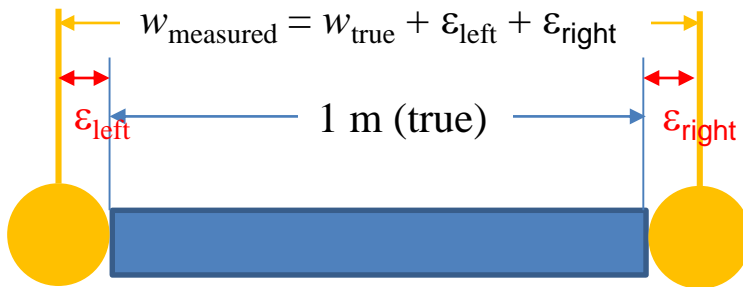 w_measured = w_true + ε_left + ε_right
ε_left 1 m (true) ε_right